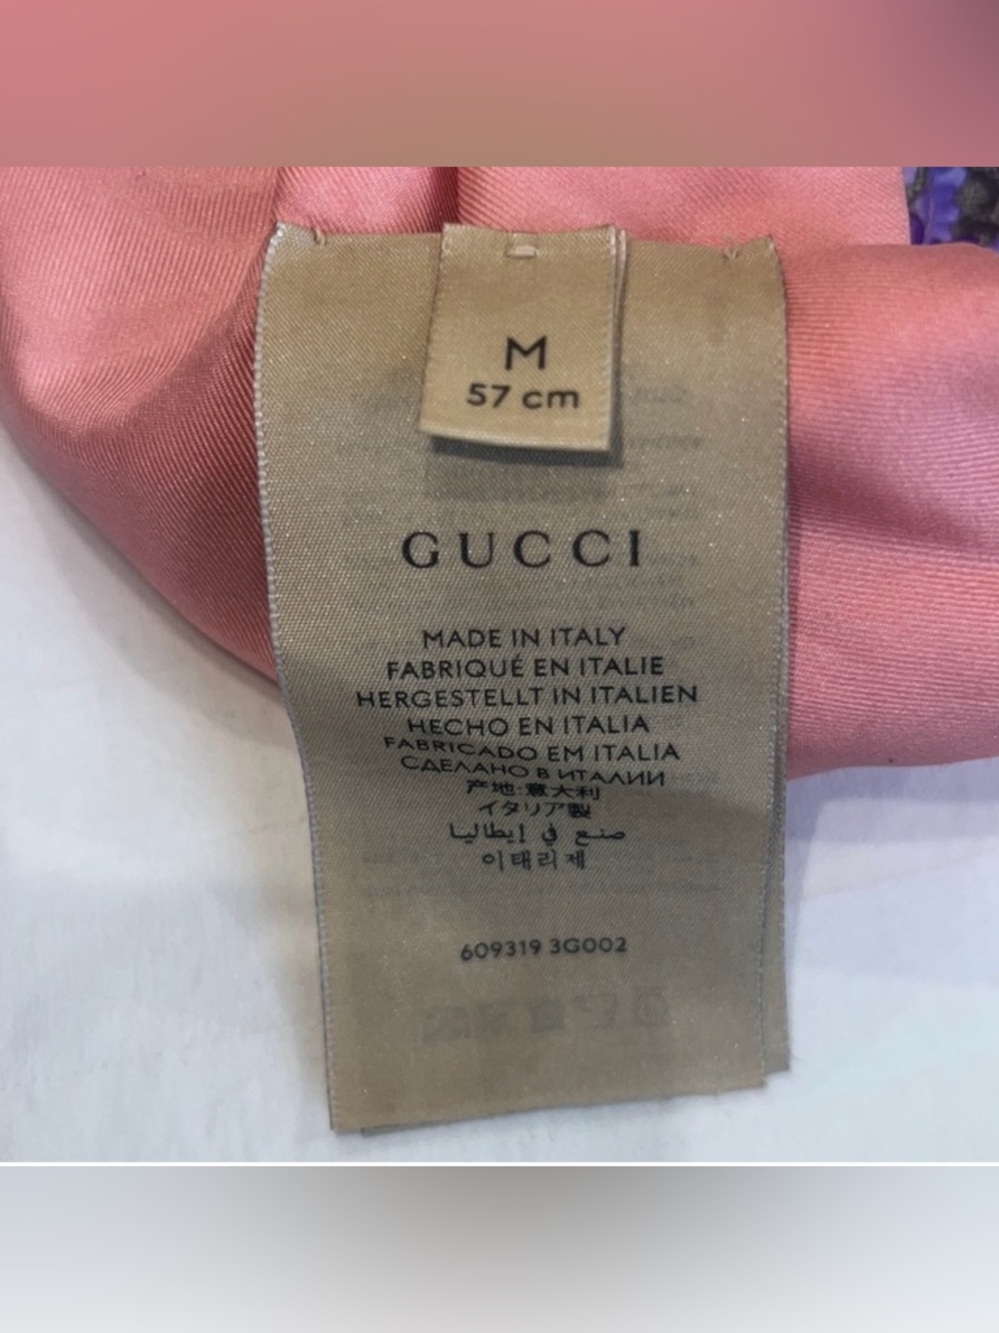 M
57 cm
GUCCI
MADE IN ITALY
FABRIQUÉ EN ITALIE
HERGESTELLT IN ITALIEN
HECHO EN ITALIA
FABRICADO EM ITALIA
СДЕЛАНО В ИТАЛИИ
产地:意大利
イタリア製
صنع في إيطاليا
이태리제
609319 3G002